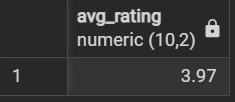 avg_rating
numeric (10,2)
1
3.97